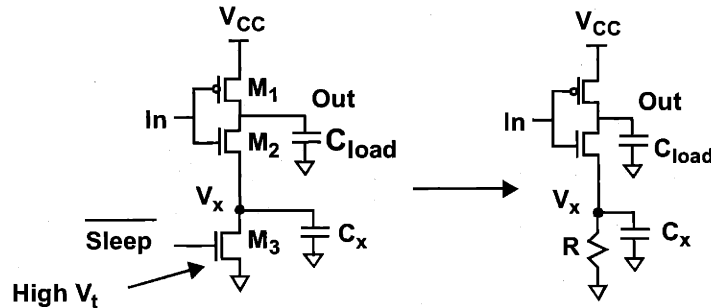 V_CC
M_1
Out
In
M_2
C_load
V_x
Sleep
M_3
C_x
High V_t
V_CC
Out
In
C_load
V_x
R
C_x